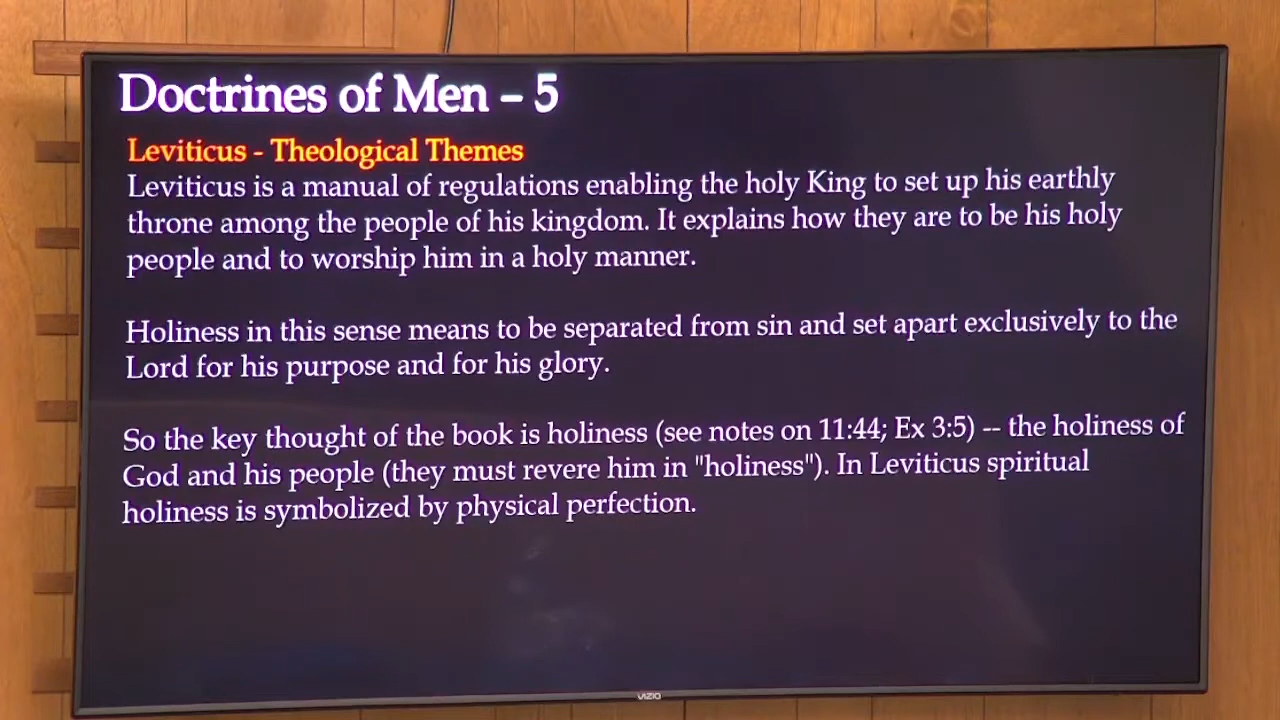 Doctrines of Men – 5
Leviticus - Theological Themes
Leviticus is a manual of regulations enabling the holy King to set up his earthly
throne among the people of his kingdom. It explains how they are to be his holy
people and to worship him in a holy manner.
Holiness in this sense means to be separated from sin and set apart exclusively to the
Lord for his purpose and for his glory.
So the key thought of the book is holiness (see notes on 11:44; Ex 3:5) -- the holiness of
God and his people (they must revere him in "holiness"). In Leviticus spiritual
holiness is symbolized by physical perfection.
VIZIO